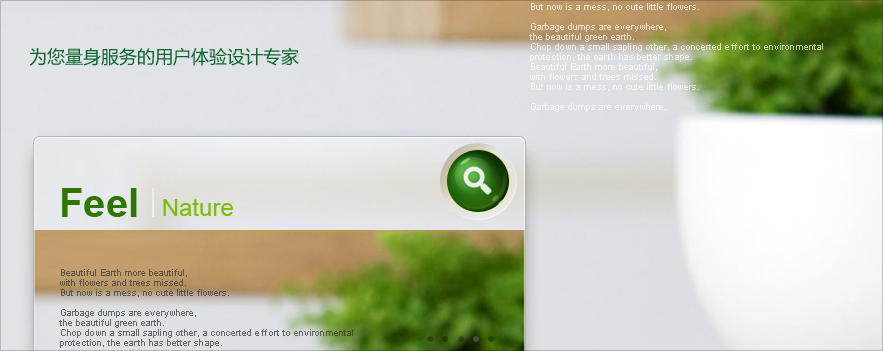 But now is a mess, no cute little flowers.
Garbage dumps are everywhere,
the beautiful green earth.
Chop down a small sapling other, a concerted effort to environmental
protection, the earth has better shape.
Beautiful Earth more beautiful,
with flowers and trees missed.
But now is a mess, no cute little flowers.
Garbage dumps are everywhere,
为您量身服务的用户体验设计专家
Feel
Nature
Beautiful Earth more beautiful,
with flowers and trees missed.
But now is a mess, no cute little flowers.
Garbage dumps are everywhere,
the beautiful green earth.
Chop down a small sapling other, a concerted effort to environmental
protection, the earth has better shape.